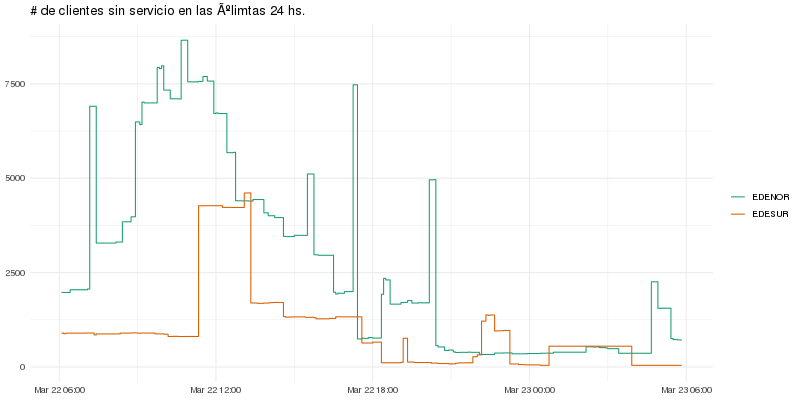 # de clientes sin servicio en las Ãºlimtas 24 hs.
7500
5000
2500
0
Mar 22 06:00
Mar 22 12:00
Mar 22 18:00
Mar 23 00:00
Mar 23 06:00
EDENOR
EDESUR